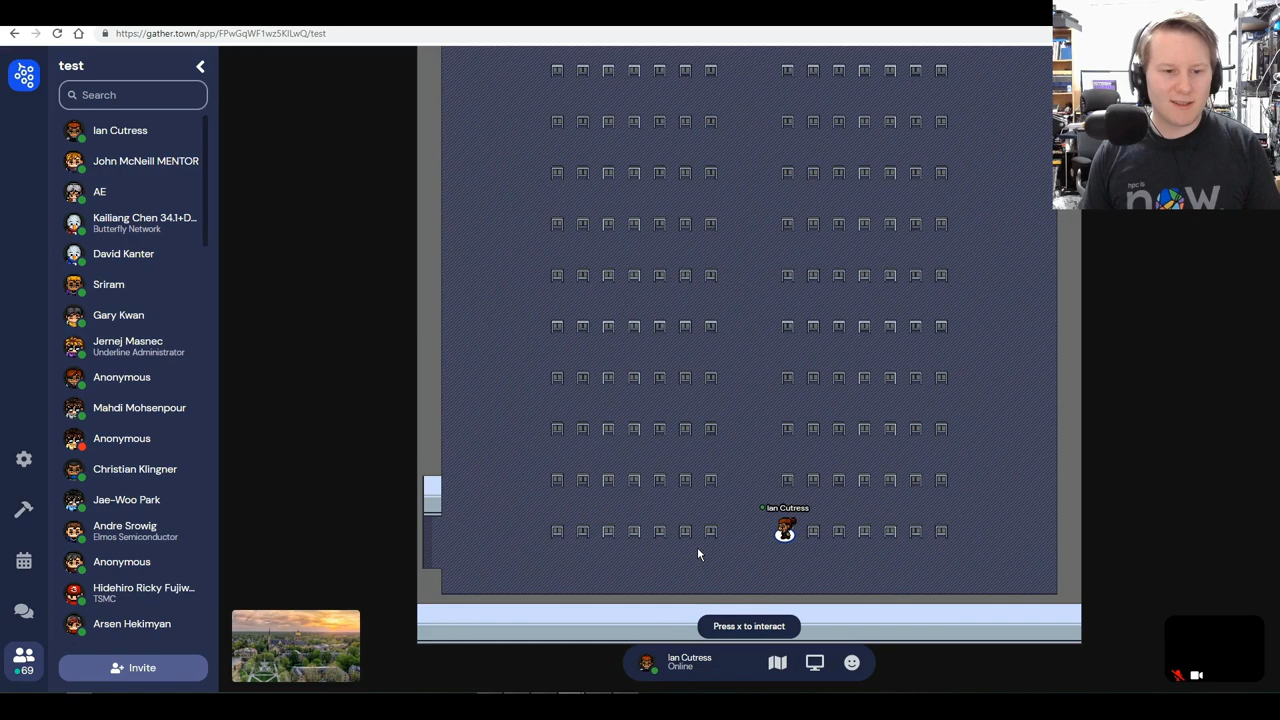 https://gather.town/app/FPwGqWF1wzSKlLwQ/test
test
Search
Ian Cutress
John McNeill MENTOR
AE
Kailiang Chen 34.1+D...
Butterfly Network
David Kanter
Sriram
Gary Kwan
Jernej Masnec
Underline Administrator
Anonymous
Mahdi Mohsenpour
Anonymous
Christian Klingner
Jae-Woo Park
Andre Srowig
Elmos Semiconductor
Anonymous
Hidehiro Ricky Fujiw...
TSMC
Arsen Hekimyan
69
Invite
Ian Cutress
Press x to interact
Ian Cutress
Online
hpc
now